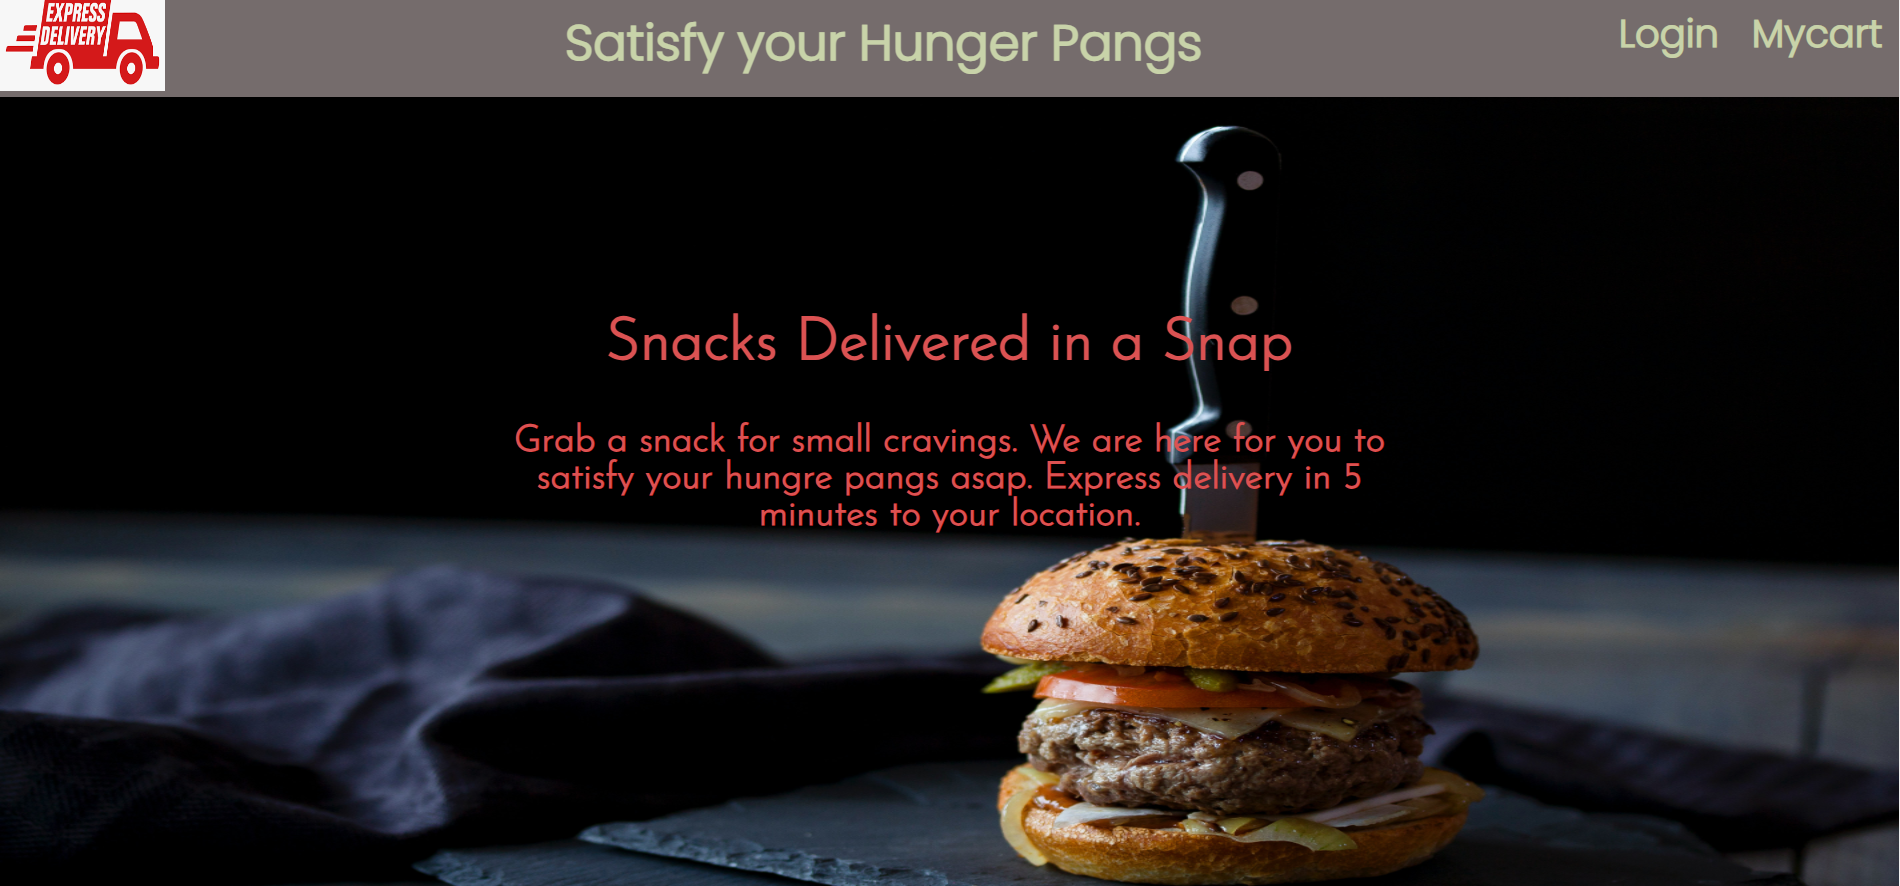 EXPRESS
DELIVERY
Satisfy your Hunger Pangs
Login Mycart
Snacks Delivered in a Snap
Grab a snack for small cravings. We are here for you to
satisfy your hungre pangs asap. Express delivery in 5
minutes to your location.